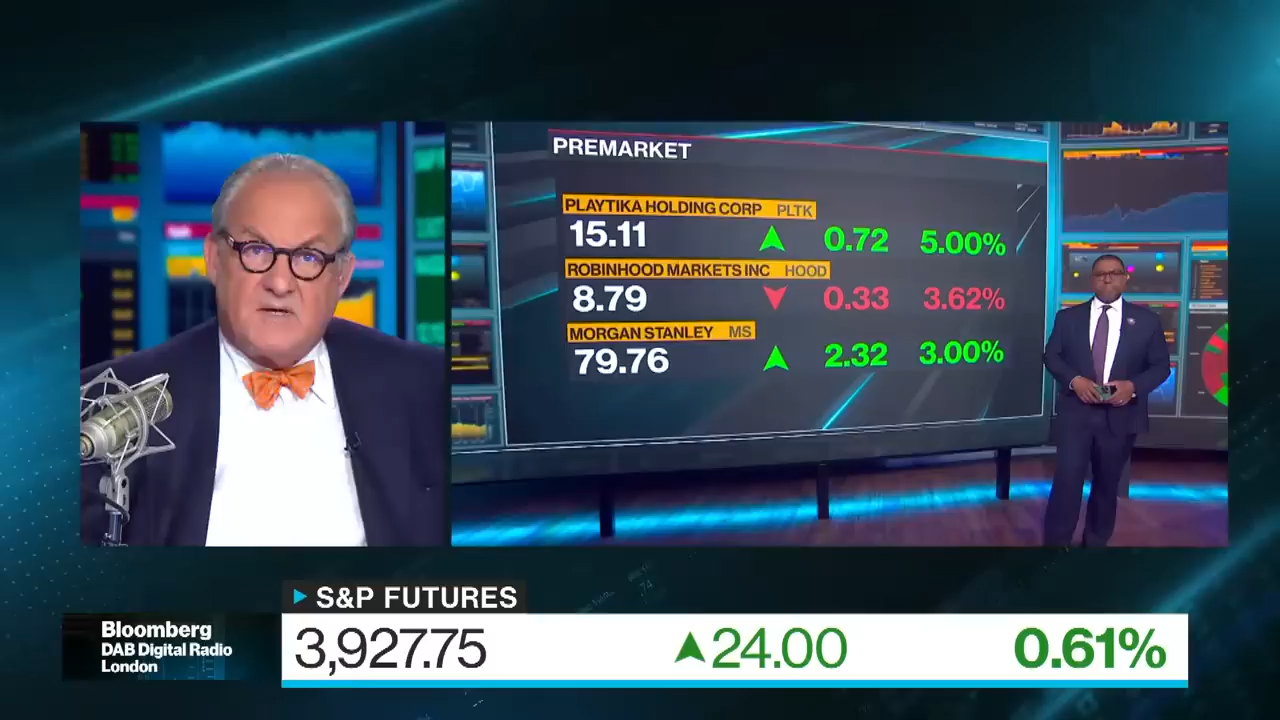 PREMARKET
PLAYTIKA HOLDING CORP PLTK
15.11 0.72 5.00%
ROBINHOOD MARKETS INC HOOD
8.79 0.33 3.62%
MORGAN STANLEY MS
79.76 2.32 3.00%
S&P FUTURES
Bloomberg
DAB Digital Radio
London
3,927.75 24.00 0.61%